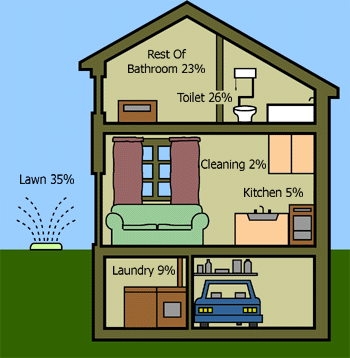 Rest Of
Bathroom 23%
Toilet 26%
Cleaning 2%
Lawn 35%
Kitchen 5%
Laundry 9%